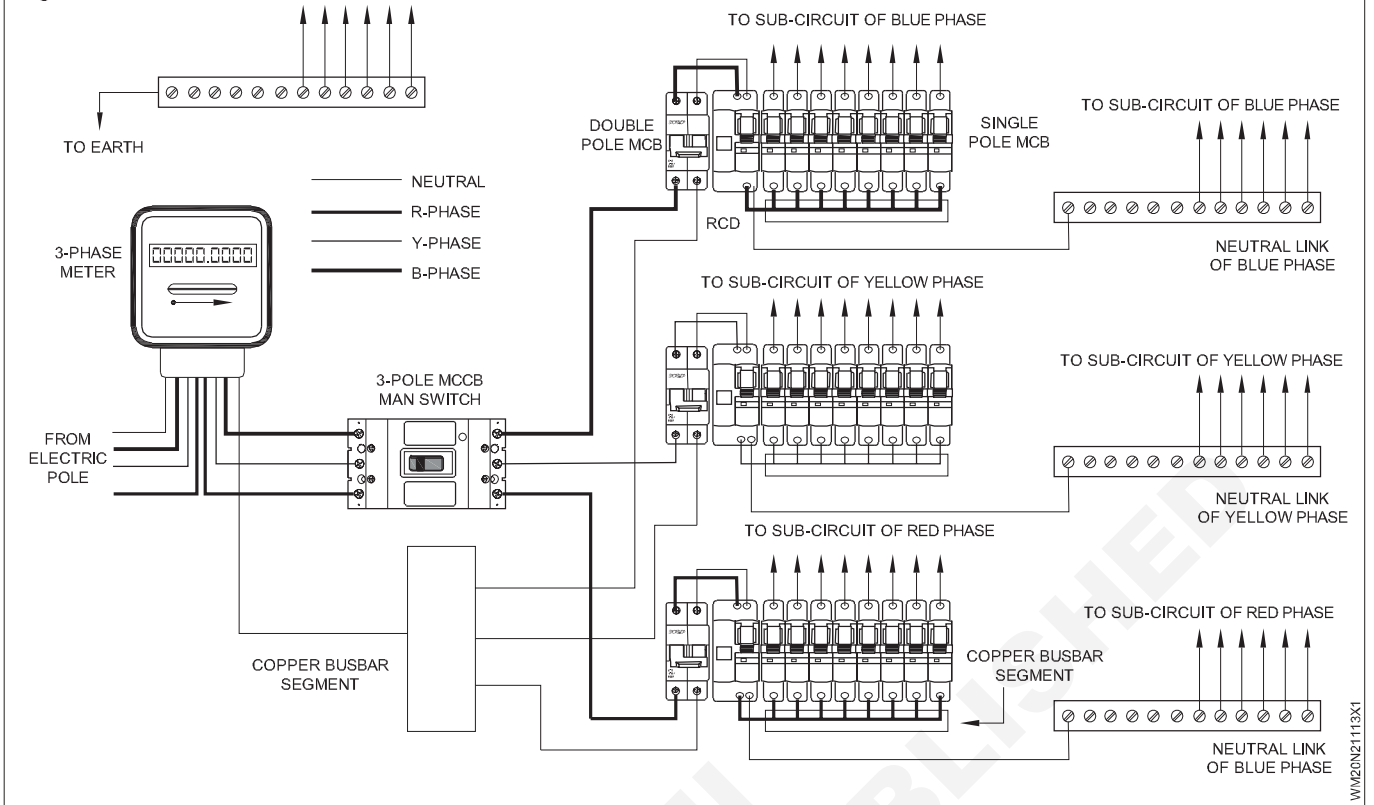 TO SUB-CIRCUIT OF BLUE PHASE
TO EARTH
NEUTRAL
R-PHASE
Y-PHASE
B-PHASE
3-PHASE
METER
00000.0000
DOUBLE
POLE MCB
SINGLE
POLE MCB
RCD
TO SUB-CIRCUIT OF BLUE PHASE
NEUTRAL LINK
OF BLUE PHASE
TO SUB-CIRCUIT OF YELLOW PHASE
3-POLE MCCB
MAN SWITCH
FROM
ELECTRIC
POLE
TO SUB-CIRCUIT OF YELLOW PHASE
NEUTRAL LINK
OF YELLOW PHASE
TO SUB-CIRCUIT OF RED PHASE
COPPER BUSBAR
SEGMENT
COPPER BUSBAR
SEGMENT
TO SUB-CIRCUIT OF RED PHASE
NEUTRAL LINK
OF BLUE PHASE
WM20N21113X1
BLISHED